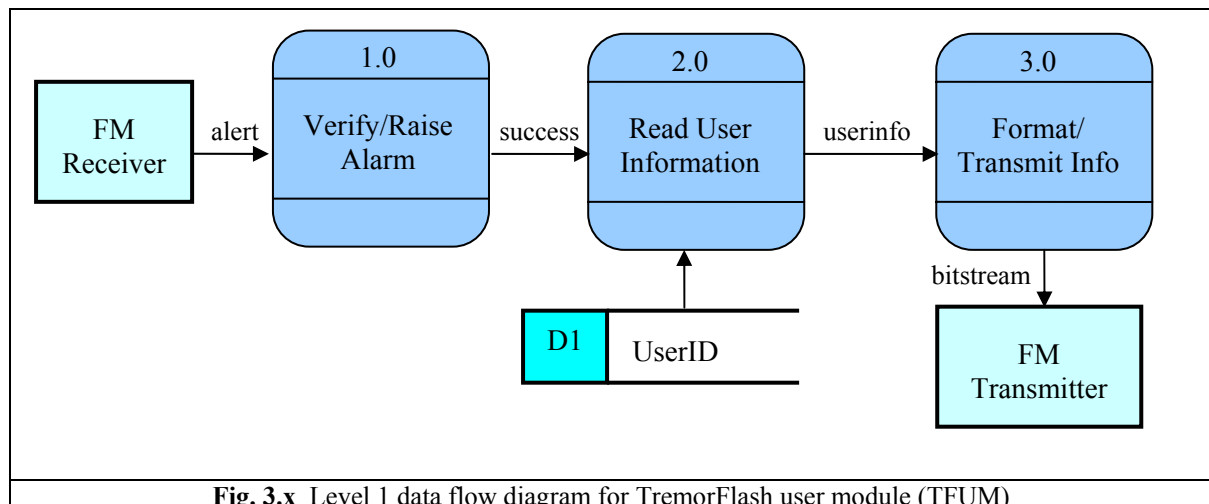 1.0
2.0
3.0
FM
Receiver
alert
Verify/Raise
Alarm
success
Read User
Information
userinfo
Format/
Transmit Info
bitstream
D1
UserID
FM
Transmitter
Fig. 3.x Level 1 data flow diagram for TremorFlash user module (TFUM)